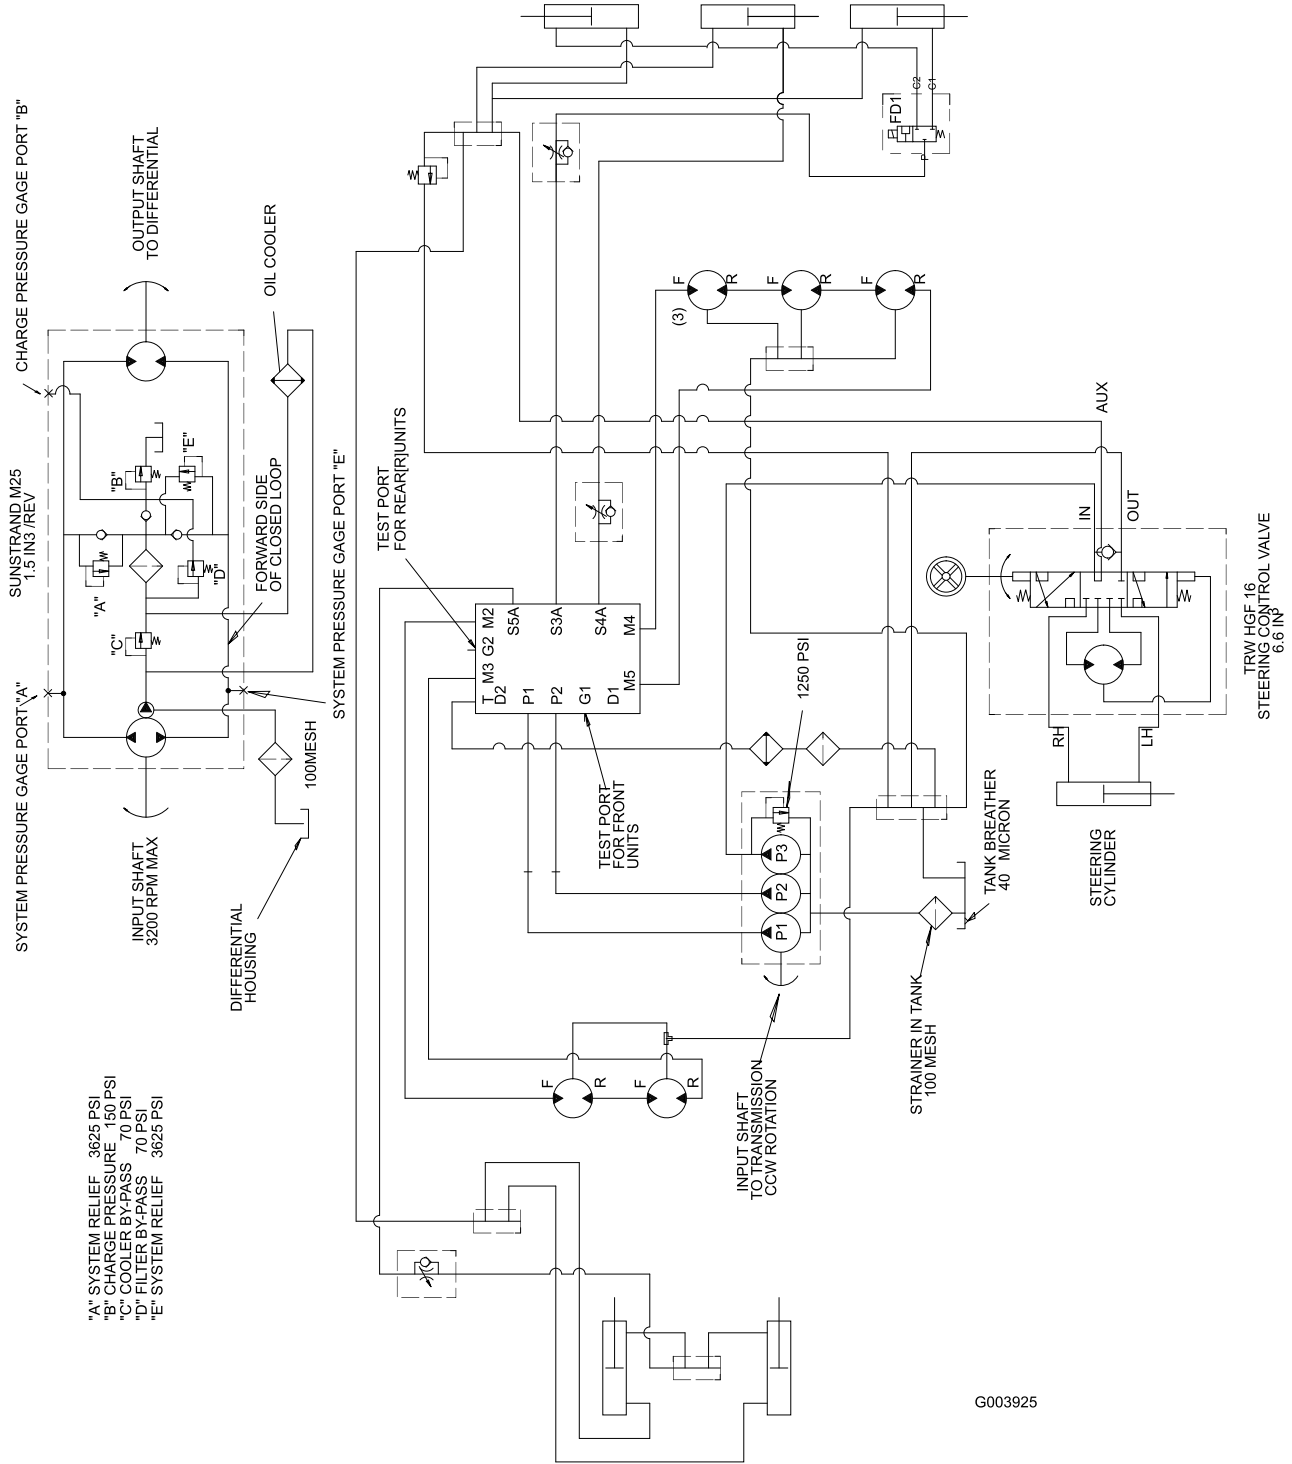 "A" SYSTEM RELIEF 3625 PSI
"B" CHARGE PRESSURE 150 PSI
"C" COOLER BY-PASS 70 PSI
"D" FILTER BY-PASS 70 PSI
"E" SYSTEM RELIEF 3625 PSI
SYSTEM PRESSURE GAGE PORT "A"
SUNSTRAND M25
1.5 IN3 /REV
CHARGE PRESSURE GAGE PORT "B"
INPUT SHAFT
3200 RPM MAX
OUTPUT SHAFT
TO DIFFERENTIAL
"A"
"B"
"C"
"D"
"E"
DIFFERENTIAL
HOUSING
100MESH
FORWARD SIDE
OF CLOSED LOOP
OIL COOLER
SYSTEM PRESSURE GAGE PORT "E"
TEST PORT
FOR REAR[R]UNITS
T
D2
M3
G2
M2
S5A
P1
P2
S3A
G1
S4A
D1
M5
M4
TEST PORT
FOR FRONT
UNITS
1250 PSI
P1
P2
P3
INPUT SHAFT
TO TRANSMISSION
CCW ROTATION
F
R
F
R
(3)
F
R
F
R
F
R
FD1
C2
C1
P
STRAINER IN TANK
100 MESH
TANK BREATHER
40 MICRON
AUX
IN
OUT
RH
LH
STEERING
CYLINDER
TRW HGF 16
STEERING CONTROL VALVE
6.6 IN3
G003925